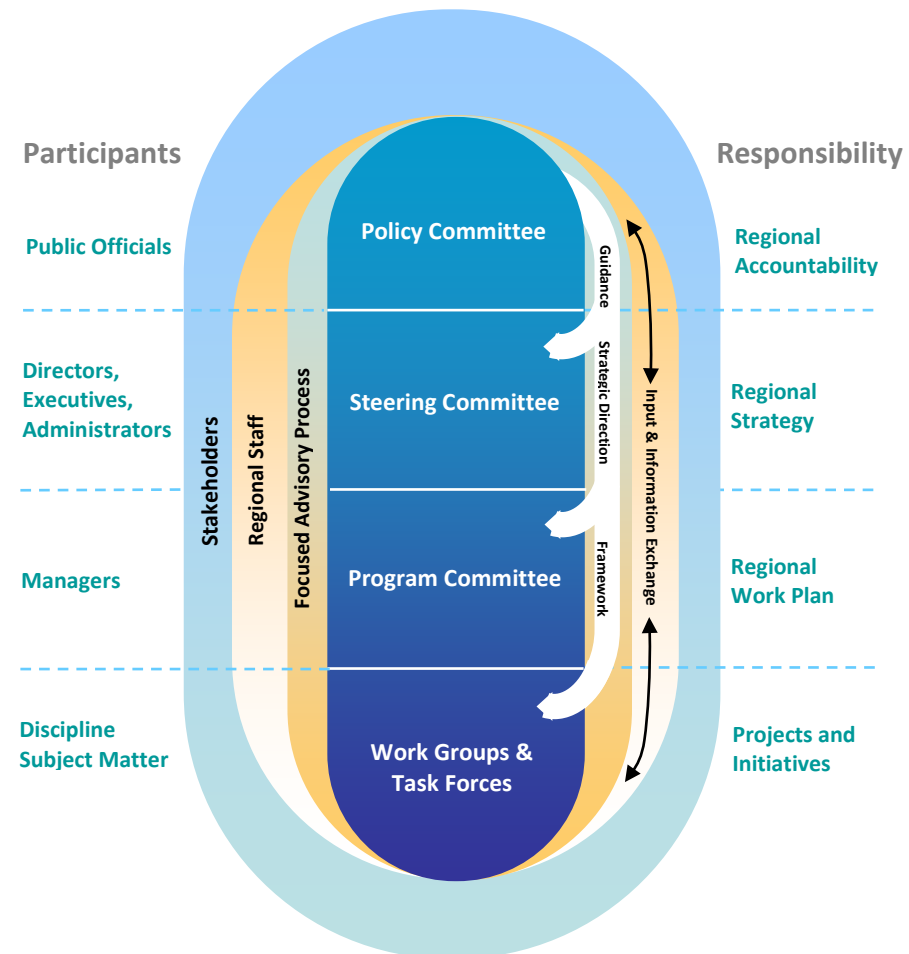 Participants
Responsibility
Public Officials
Policy Committee
Regional
Accountability
Guidance
Directors,
Executives,
Administrators
Steering Committee
Strategic Direction
Regional
Strategy
Stakeholders
Regional Staff
Focused Advisory Process
Input & Information Exchange
Managers
Program Committee
Framework
Regional
Work Plan
Discipline
Subject Matter
Work Groups &
Task Forces
Projects and
Initiatives